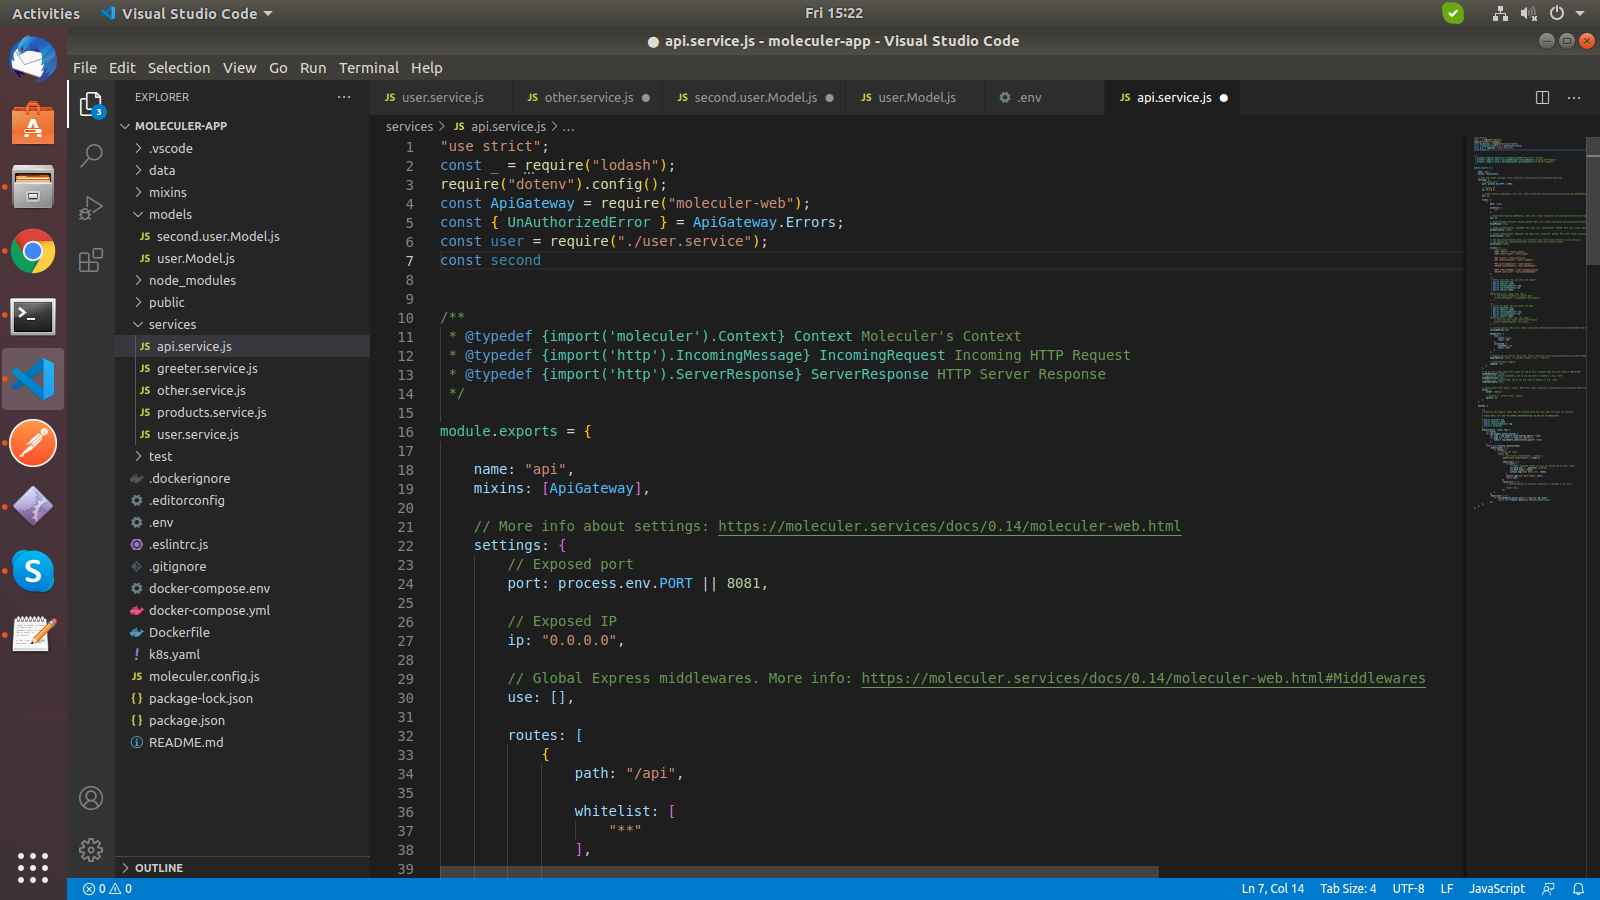 Activities
Visual Studio Code
Fri 15:22
● api.service.js - moleculer-app - Visual Studio Code
File Edit Selection View Go Run Terminal Help
3
EXPLORER
MOLECULER-APP
.vscode
data
mixins
models
JS second.user.Model.js
JS user.Model.js
node_modules
public
services
JS api.service.js
JS greeter.service.js
JS other.service.js
JS products.service.js
JS user.service.js
test
.dockerignore
.editorconfig
.env
.eslintrc.js
.gitignore
docker-compose.env
docker-compose.yml
Dockerfile
! k8s.yaml
JS moleculer.config.js
{} package-lock.json
{} package.json
README.md
OUTLINE
JS user.service.js
JS other.service.js ●
JS second.user.Model.js ●
JS user.Model.js
.env
JS api.service.js ●
services > JS api.service.js > ...
1 "use strict";
2 const _ = require("lodash");
3 require("dotenv").config();
4 const ApiGateway = require("moleculer-web");
5 const { UnAuthorizedError } = ApiGateway.Errors;
6 const user = require("./user.service");
7 const second
8
9
10 /**
11 * @typedef {import('moleculer').Context} Context Moleculer's Context
12 * @typedef {import('http').IncomingMessage} IncomingRequest Incoming HTTP Request
13 * @typedef {import('http').ServerResponse} ServerResponse HTTP Server Response
14 */
15
16 module.exports = {
17
18 name: "api",
19 mixins: [ApiGateway],
20
21 // More info about settings: https://moleculer.services/docs/0.14/moleculer-web.html
22 settings: {
23 // Exposed port
24 port: process.env.PORT || 8081,
25
26 // Exposed IP
27 ip: "0.0.0.0",
28
29 // Global Express middlewares. More info: https://moleculer.services/docs/0.14/moleculer-web.html#Middlewares
30 use: [],
31
32 routes: [
33 {
34 path: "/api",
35
36 whitelist: [
37 "**"
38 ],
39
0 0
Ln 7, Col 14 Tab Size: 4 UTF-8 LF JavaScript